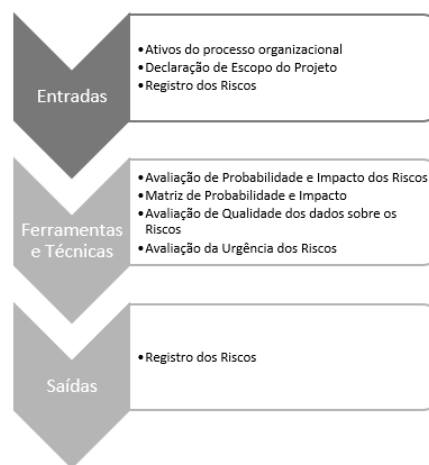 Entradas
•Ativos do processo organizacional
•Declaração de Escopo do Projeto
•Registro dos Riscos
Ferramentas
e Técnicas
•Avaliação de Probabilidade e Impacto dos Riscos
•Matriz de Probabilidade e Impacto
•Avaliação de Qualidade dos dados sobre os
Riscos
•Avaliação da Urgência dos Riscos
Saídas
•Registro dos Riscos